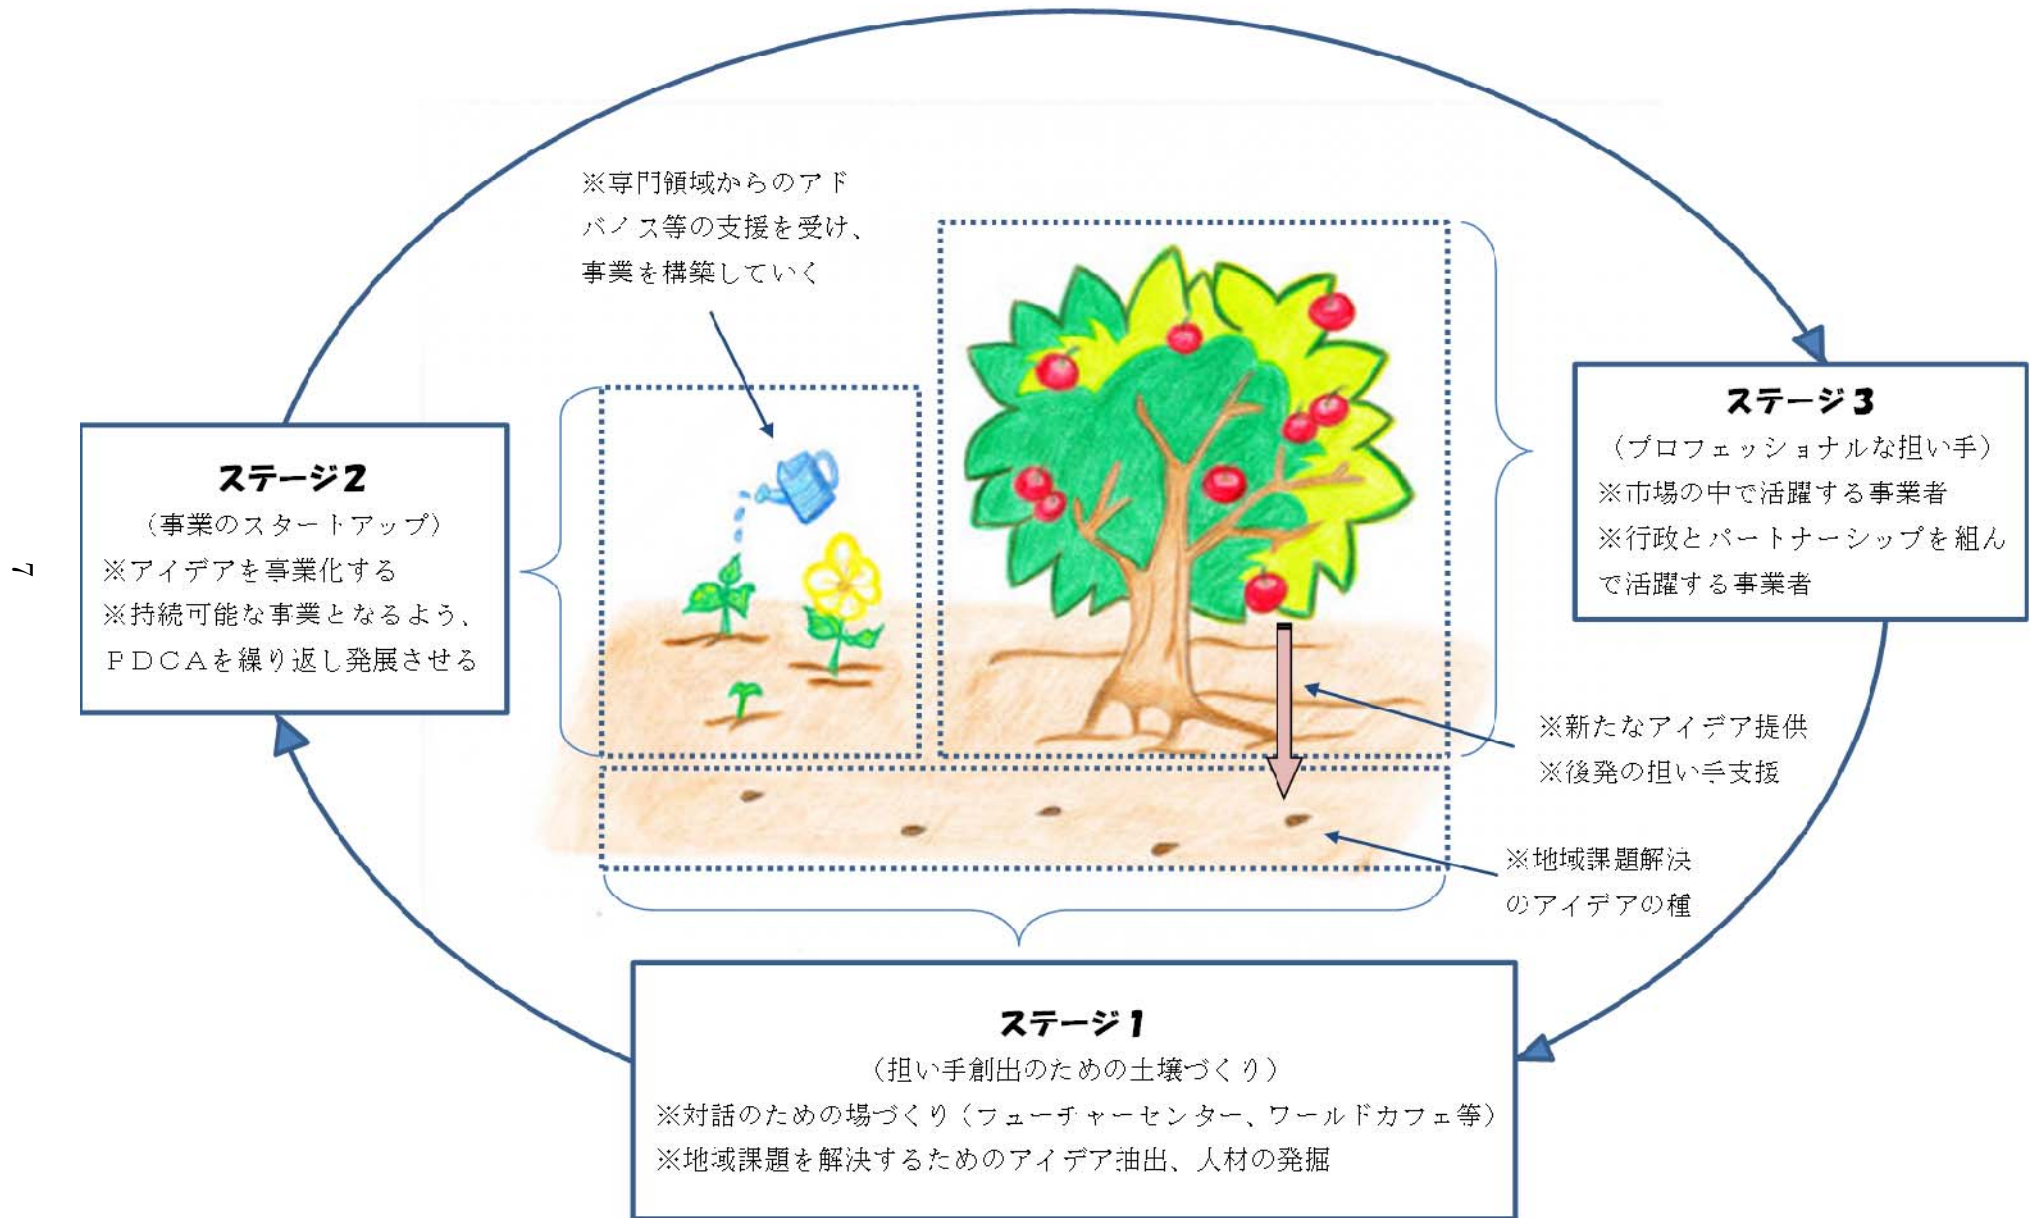 ※専門領域からのアド
バイス等の支援を受け、
事業を構築していく
ステージ2
（事業のスタートアップ）
※アイデアを事業化する
※持続可能な事業となるよう、
PDCAを繰り返し発展させる
ステージ3
（プロフェッショナルな担い手）
※市場の中で活躍する事業者
※行政とパートナーシップを組ん
で活躍する事業者
※新たなアイデア提供
※後発の担い手支援
※地域課題解決
のアイデアの種
ステージ1
（担い手創出のための土壌づくり）
※対話のための場づくり（フューチャーセンター、ワールドカフェ等）
※地域課題を解決するためのアイデア抽出、人材の発掘
7